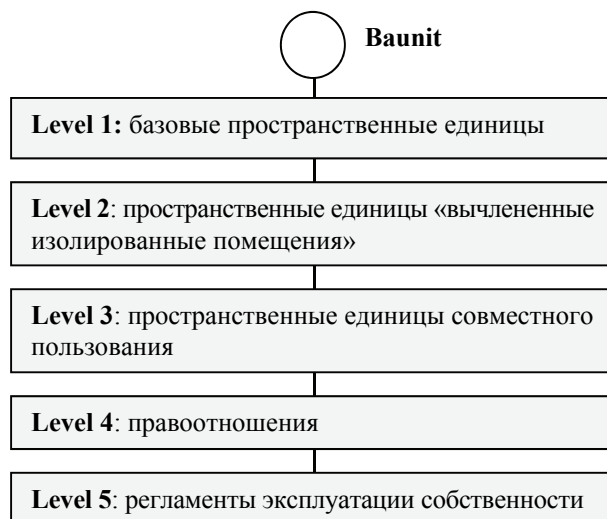 Baunit
Level 1: базовые пространственные единицы
Level 2: пространственные единицы «вычлененные
изолированные помещения»
Level 3: пространственные единицы совместного
пользования
Level 4: правоотношения
Level 5: регламенты эксплуатации собственности